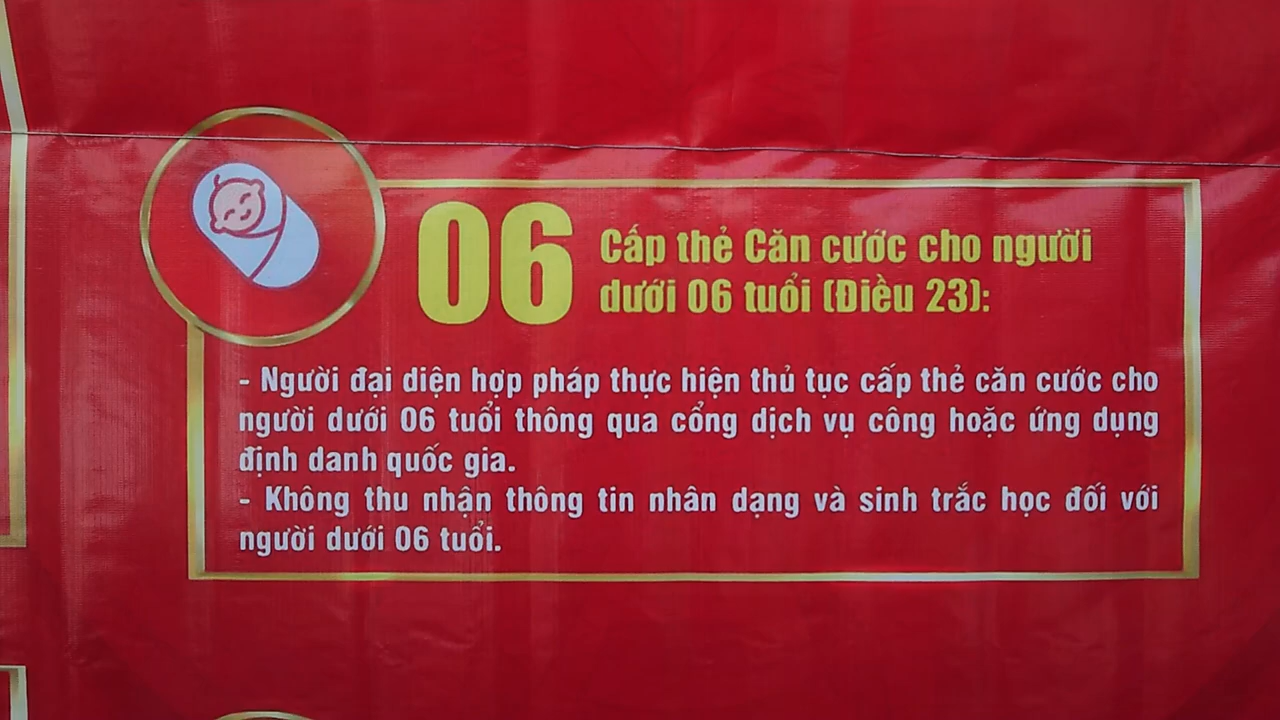 06
Cấp thẻ Căn cước cho người
dưới 06 tuổi (Điều 23):
- Người đại diện hợp pháp thực hiện thủ tục cấp thẻ căn cước cho
người dưới 06 tuổi thông qua cổng dịch vụ công hoặc ứng dụng
định danh quốc gia.
- Không thu nhận thông tin nhân dạng và sinh trắc học đối với
người dưới 06 tuổi.